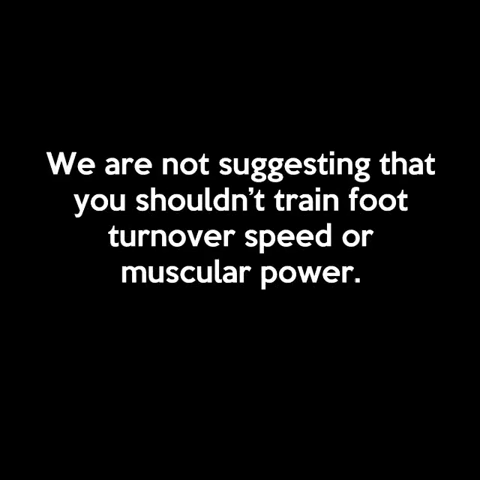 We are not suggesting that
you shouldn't train foot
turnover speed or
muscular power.